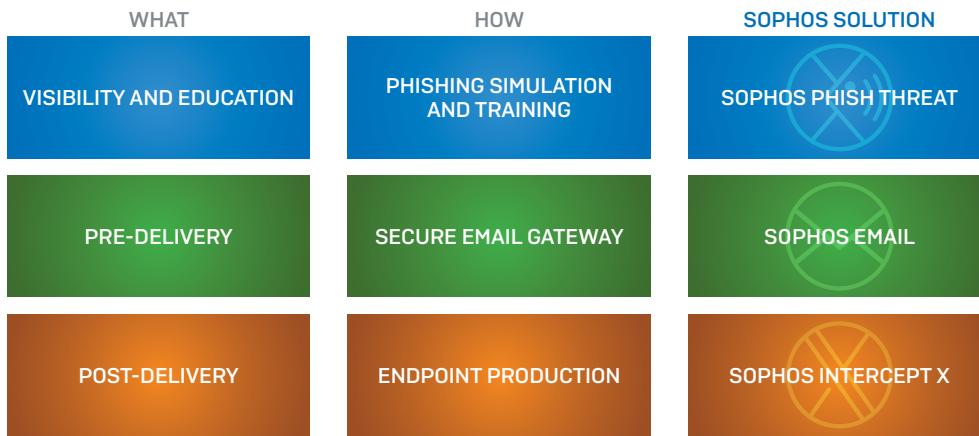 WHAT
HOW
SOPHOS SOLUTION
VISIBILITY AND EDUCATION
PHISHING SIMULATION
AND TRAINING
SOPHOS PHISH THREAT
PRE-DELIVERY
SECURE EMAIL GATEWAY
SOPHOS EMAIL
POST-DELIVERY
ENDPOINT PRODUCTION
SOPHOS INTERCEPT X